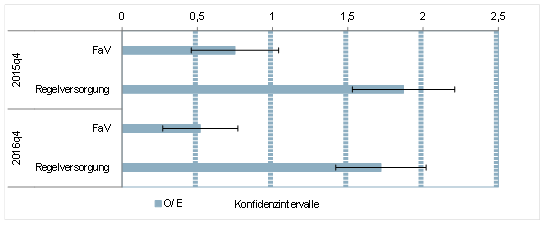 0 0,5 1 1,5 2 2,5
2015q4
FaV
Regelversorgung
2016q4
FaV
Regelversorgung
O/E Konfidenzintervalle